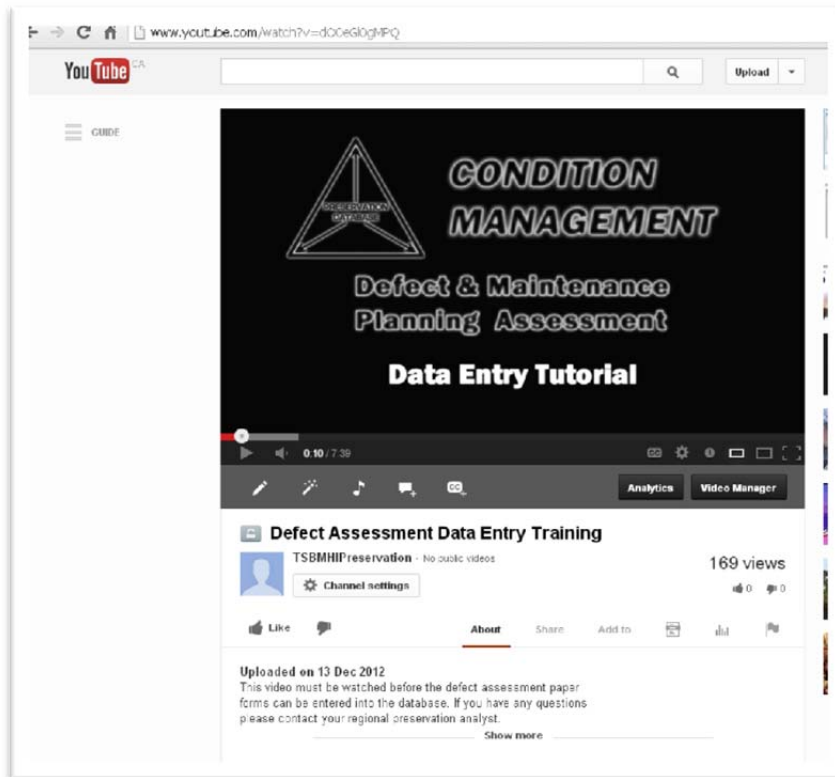 www.youtube.com/watch?v=
YouTube CA
Upload
GUIDE
PRESERVATION
DATABASE
CONDITION
MANAGEMENT
Defect & Maintenance
Planning Assessment
Data Entry Tutorial
0:10 / 7:39
CC
Analytics
Video Manager
Defect Assessment Data Entry Training
TSBMHIPreservation · No public videos
Channel settings
169 views
0 0
Like
About Share Add to
Uploaded on 13 Dec 2012
This video must be watched before the defect assessment paper
forms can be entered into the database. If you have any questions
please contact your regional preservation analyst.
Show more